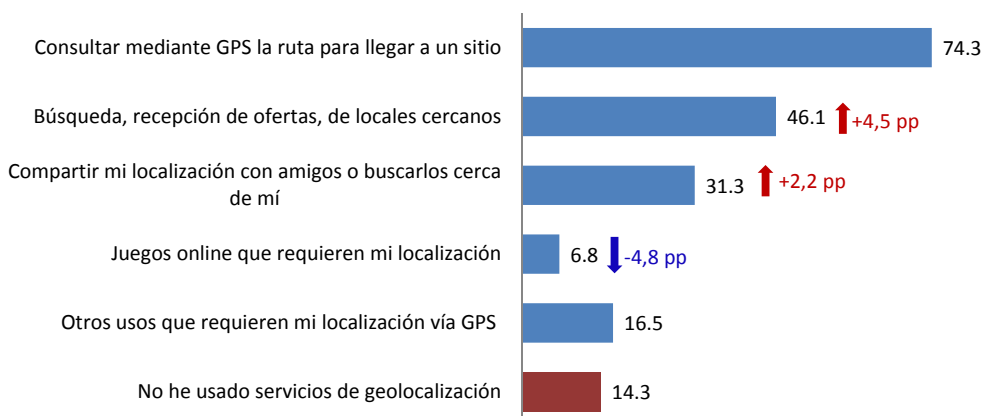 Consultar mediante GPS la ruta para llegar a un sitio 74.3
Búsqueda, recepción de ofertas, de locales cercanos 46.1 +4,5 pp
Compartir mi localización con amigos o buscarlos cerca
de mí 31.3 +2,2 pp
Juegos online que requieren mi localización 6.8 -4,8 pp
Otros usos que requieren mi localización vía GPS 16.5
No he usado servicios de geolocalización 14.3